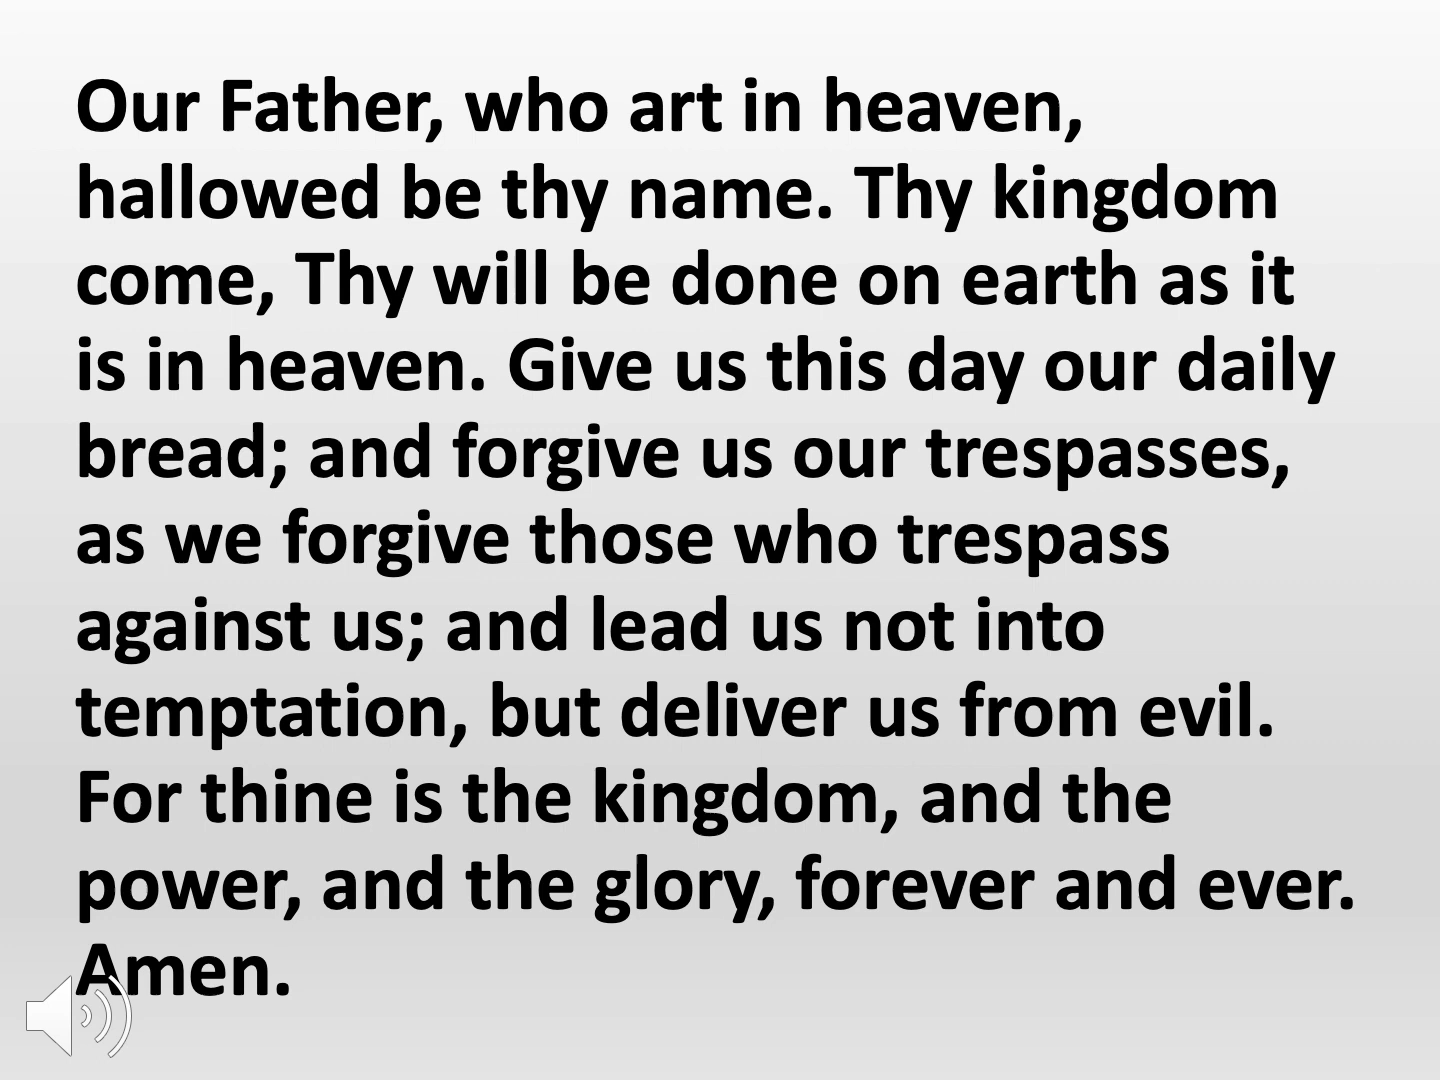 Our Father, who art in heaven,
hallowed be thy name. Thy kingdom
come, Thy will be done on earth as it
is in heaven. Give us this day our daily
bread; and forgive us our trespasses,
as we forgive those who trespass
against us; and lead us not into
temptation, but deliver us from evil.
For thine is the kingdom, and the
power, and the glory, forever and ever.
Amen.